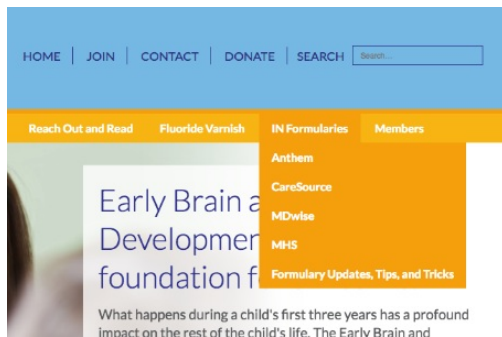 HOME | JOIN | CONTACT | DONATE | SEARCH Search...
Reach Out and Read Fluoride Varnish IN Formularies Members
Anthem
CareSource
MDwise
MHS
Formulary Updates, Tips, and Tricks
Early Brain a
Developmen
foundation f
What happens during a child's first three years has a profound
impact on the rest of the child's life. The Early Brain and